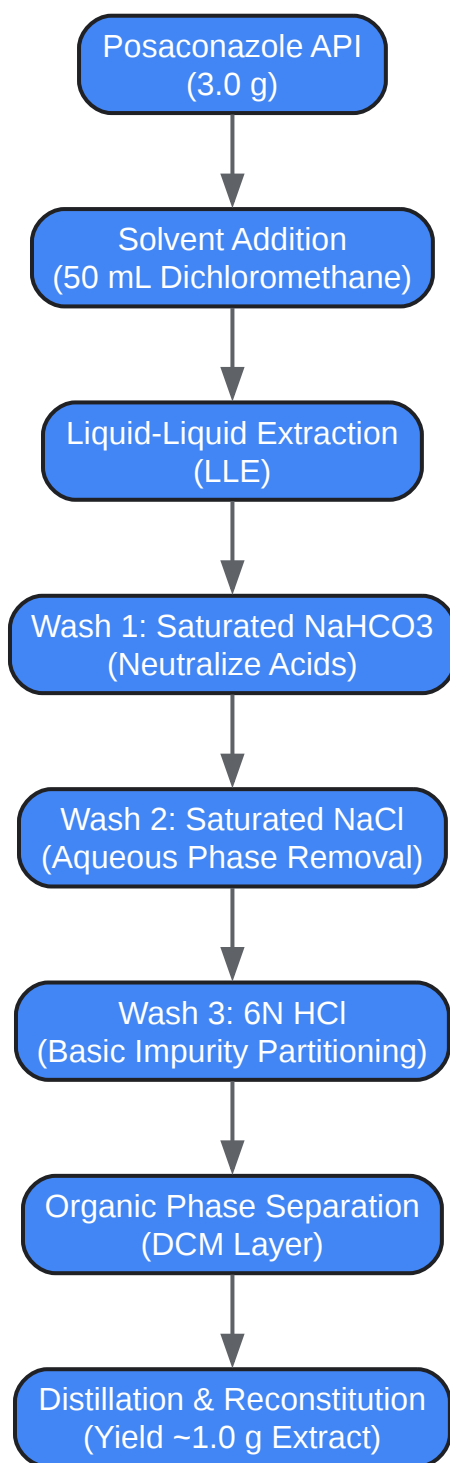 Posaconazole API
(3.0 g)
Solvent Addition
(50 mL Dichloromethane)
Liquid-Liquid Extraction
(LLE)
Wash 1: Saturated NaHCO3
(Neutralize Acids)
Wash 2: Saturated NaCl
(Aqueous Phase Removal)
Wash 3: 6N HCl
(Basic Impurity Partitioning)
Organic Phase Separation
(DCM Layer)
Distillation & Reconstitution
(Yield ~1.0 g Extract)